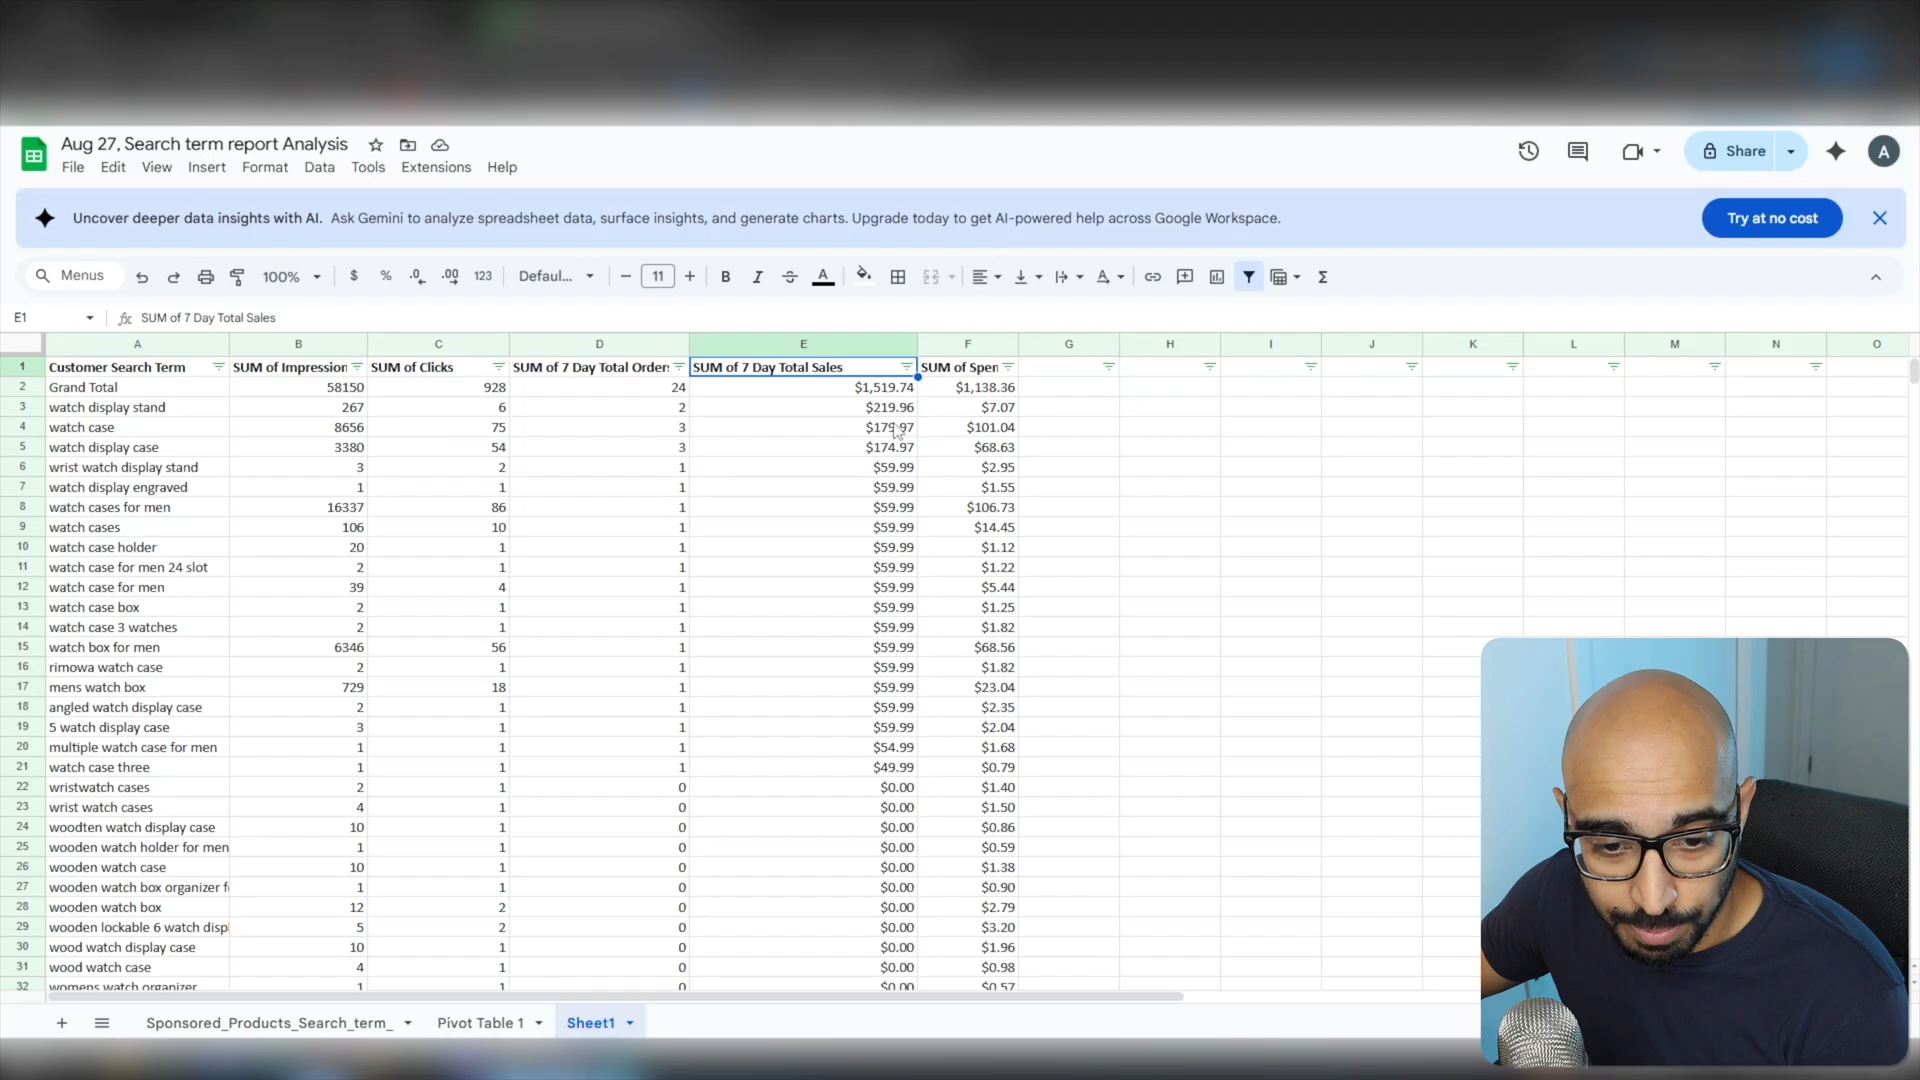 Aug 27, Search term report Analysis
File Edit View Insert Format Data Tools Extensions Help
Share
A
Uncover deeper data insights with AI. Ask Gemini to analyze spreadsheet data, surface insights, and generate charts. Upgrade today to get AI-powered help across Google Workspace.
Try at no cost
Menus 100% $ % .0 .00 123 Defaul... 11 B I A
E1 fx SUM of 7 Day Total Sales
A B C D E F G H I J K L M N O
1 Customer Search Term SUM of Impression SUM of Clicks SUM of 7 Day Total Orders SUM of 7 Day Total Sales SUM of Spen
2 Grand Total 58150 928 24 $1,519.74 $1,138.36
3 watch display stand 267 6 2 $219.96 $7.07
4 watch case 8656 75 3 $179.97 $101.04
5 watch display case 3380 54 3 $174.97 $68.63
6 wrist watch display stand 3 2 1 $59.99 $2.95
7 watch display engraved 1 1 1 $59.99 $1.55
8 watch cases for men 16337 86 1 $59.99 $106.73
9 watch cases 106 10 1 $59.99 $14.45
10 watch case holder 20 1 1 $59.99 $1.12
11 watch case for men 24 slot 2 1 1 $59.99 $1.22
12 watch case for men 39 4 1 $59.99 $5.44
13 watch case box 2 1 1 $59.99 $1.25
14 watch case 3 watches 2 1 1 $59.99 $1.82
15 watch box for men 6346 56 1 $59.99 $68.56
16 rimowa watch case 2 1 1 $59.99 $1.82
17 mens watch box 729 18 1 $59.99 $23.04
18 angled watch display case 2 1 1 $59.99 $2.35
19 5 watch display case 3 1 1 $59.99 $2.04
20 multiple watch case for men 1 1 1 $54.99 $1.68
21 watch case three 1 1 1 $49.99 $0.79
22 wristwatch cases 2 1 0 $0.00 $1.40
23 wrist watch cases 4 1 0 $0.00 $1.50
24 woodten watch display case 10 1 0 $0.00 $0.86
25 wooden watch holder for men 1 1 0 $0.00 $0.59
26 wooden watch case 10 1 0 $0.00 $1.38
27 wooden watch box organizer f 1 1 0 $0.00 $0.90
28 wooden watch box 12 2 0 $0.00 $2.79
29 wooden lockable 6 watch disp 5 2 0 $0.00 $3.20
30 wood watch display case 10 1 0 $0.00 $1.96
31 wood watch case 4 1 0 $0.00 $0.98
32 womens watch organizer 1 1 0 $0.00 $0.57
Sponsored_Products_Search_term_ Pivot Table 1 Sheet1